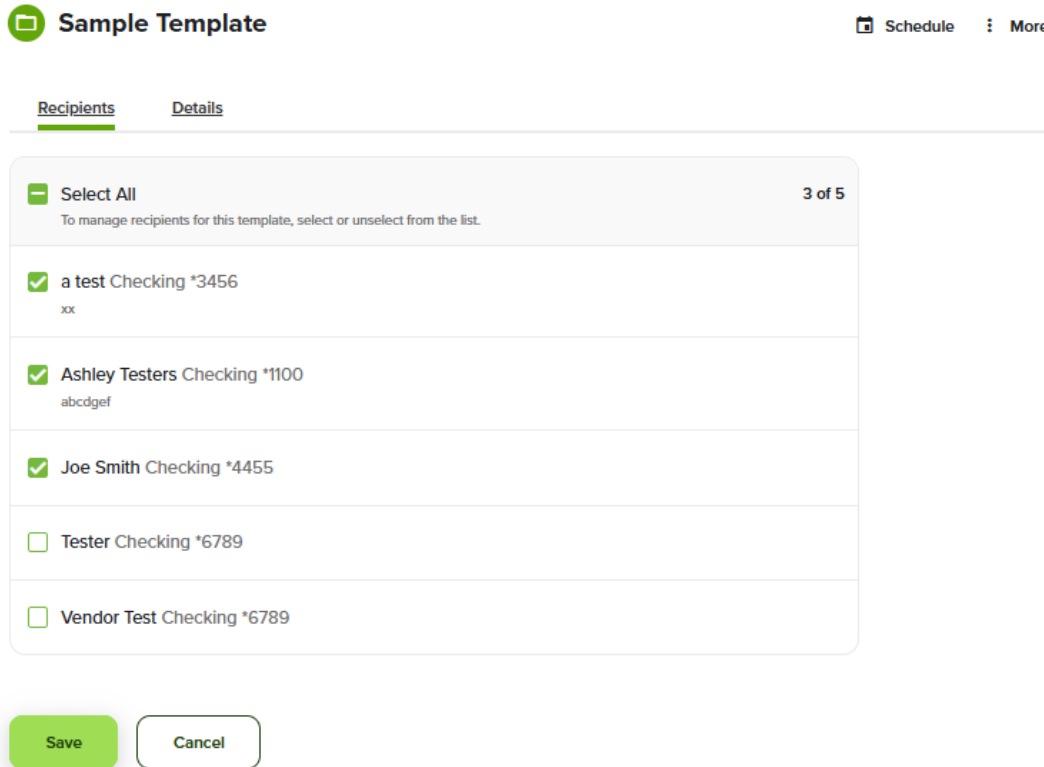 Sample Template
Schedule
More
Recipients
Details
Select All
3 of 5
To manage recipients for this template, select or unselect from the list.
a test Checking *3456
xx
Ashley Testers Checking *1100
abcdgef
Joe Smith Checking *4455
Tester Checking *6789
Vendor Test Checking *6789
Save
Cancel